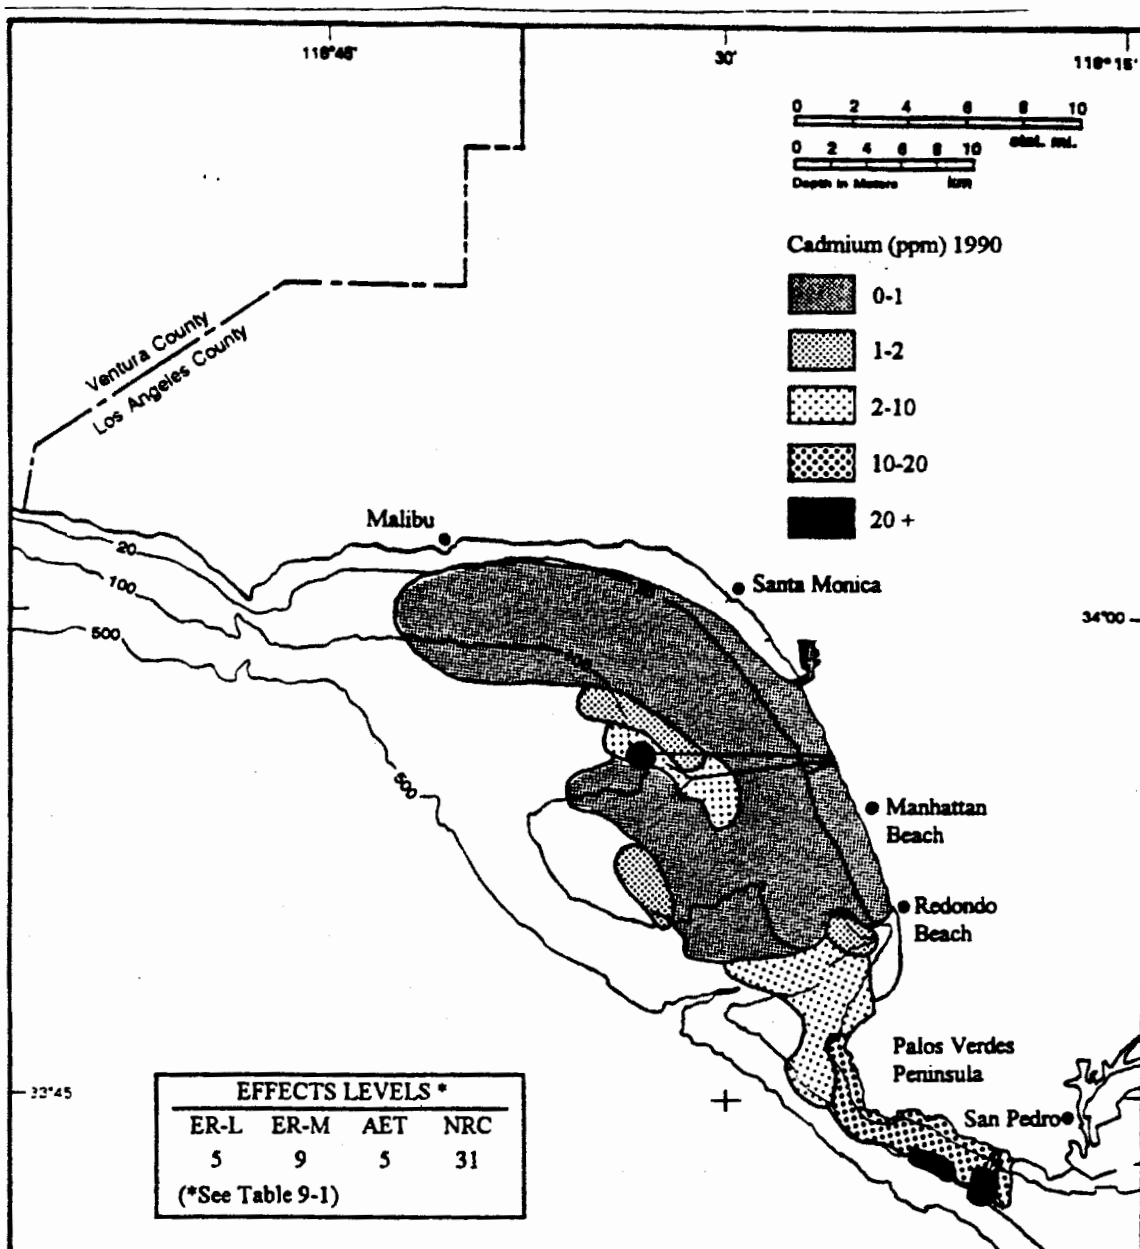 118°45'
30'
118°15'
0 2 4 6 8 10
stat. mi.
0 2 4 6 8 10
Depth in Meters km
Cadmium (ppm) 1990
0-1
1-2
2-10
10-20
20 +
Ventura County
Los Angeles County
Malibu
20
100
500
Santa Monica
34°00
100
500
Manhattan
Beach
Redondo
Beach
Palos Verdes
Peninsula
San Pedro
33°45
EFFECTS LEVELS *
ER-L ER-M AET NRC
5 9 5 31
(*See Table 9-1)